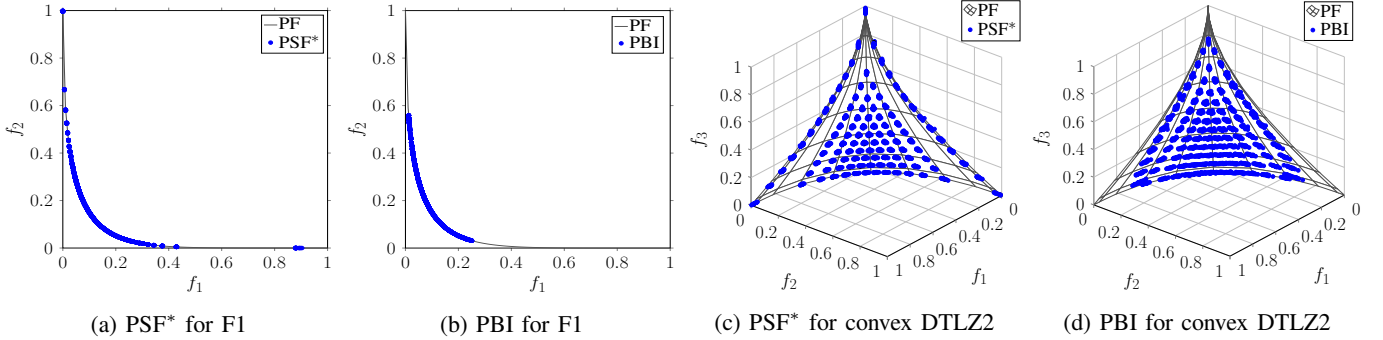 PF
PSF*
f2
1
0.8
0.6
0.4
0.2
0
0 0.2 0.4 0.6 0.8 1
f1
(a) PSF* for F1
PF
PBI
f2
1
0.8
0.6
0.4
0.2
0
0 0.2 0.4 0.6 0.8 1
f1
(b) PBI for F1
PF
PSF*
f3
1
0.8
0.6
0.4
0.2
0
0.2 0.4 0.6 0.8 1
f2
1 0.8 0.6 0.4 0.2 0
f1
(c) PSF* for convex DTLZ2
PF
PBI
f3
1
0.8
0.6
0.4
0.2
0
0.2 0.4 0.6 0.8 1
f2
1 0.8 0.6 0.4 0.2 0
f1
(d) PBI for convex DTLZ2